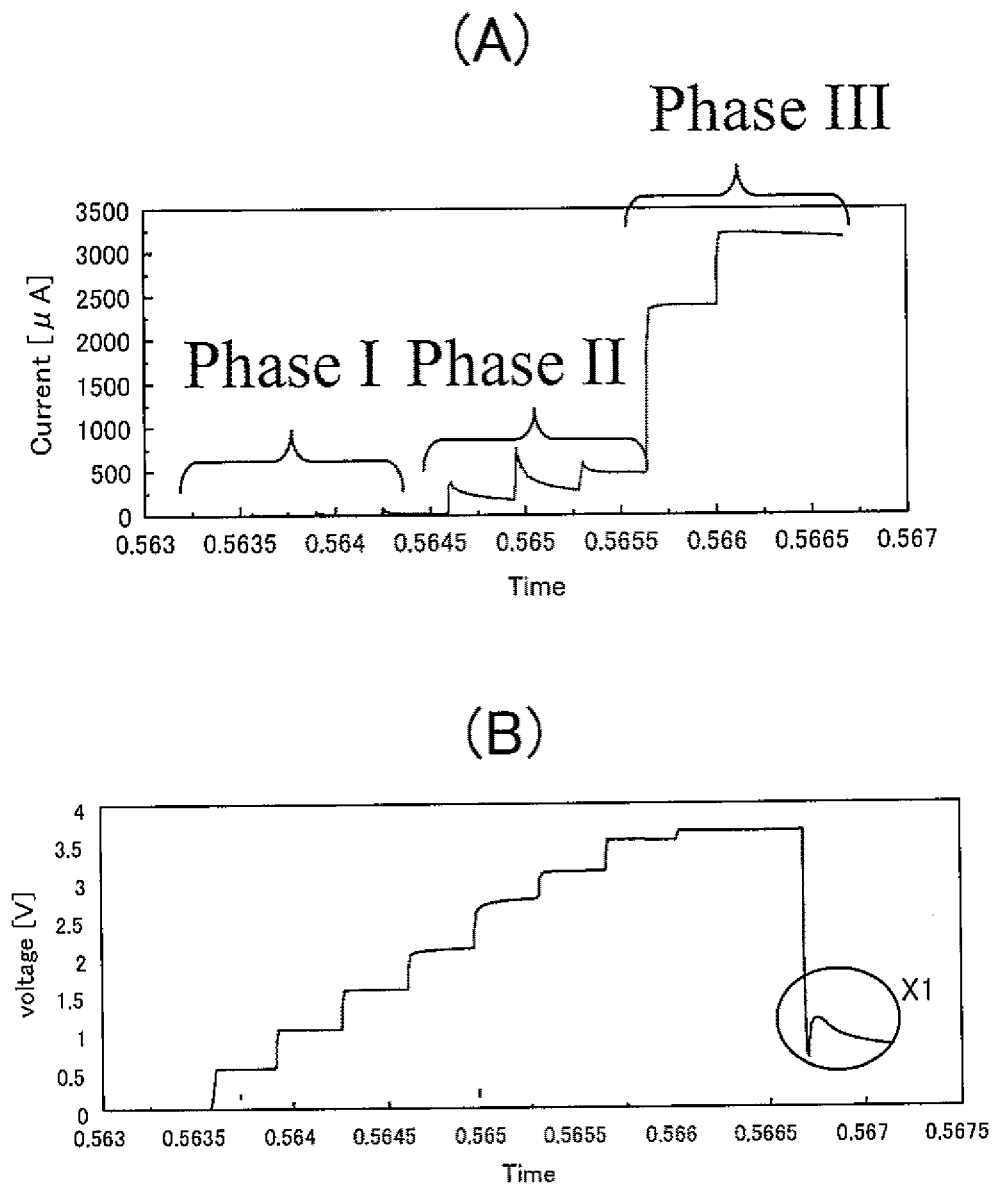 (A)
Phase III
3500
3000
2500
2000
1500
1000
500
0
Current [μA]
Phase I Phase II
0.563 0.5635 0.564 0.5645 0.565 0.5655 0.566 0.5665 0.567
Time
(B)
4
3.5
3
2.5
2
1.5
1
0.5
0
voltage [V]
X1
0.563 0.5635 0.564 0.5645 0.565 0.5655 0.566 0.5665 0.567 0.5675
Time